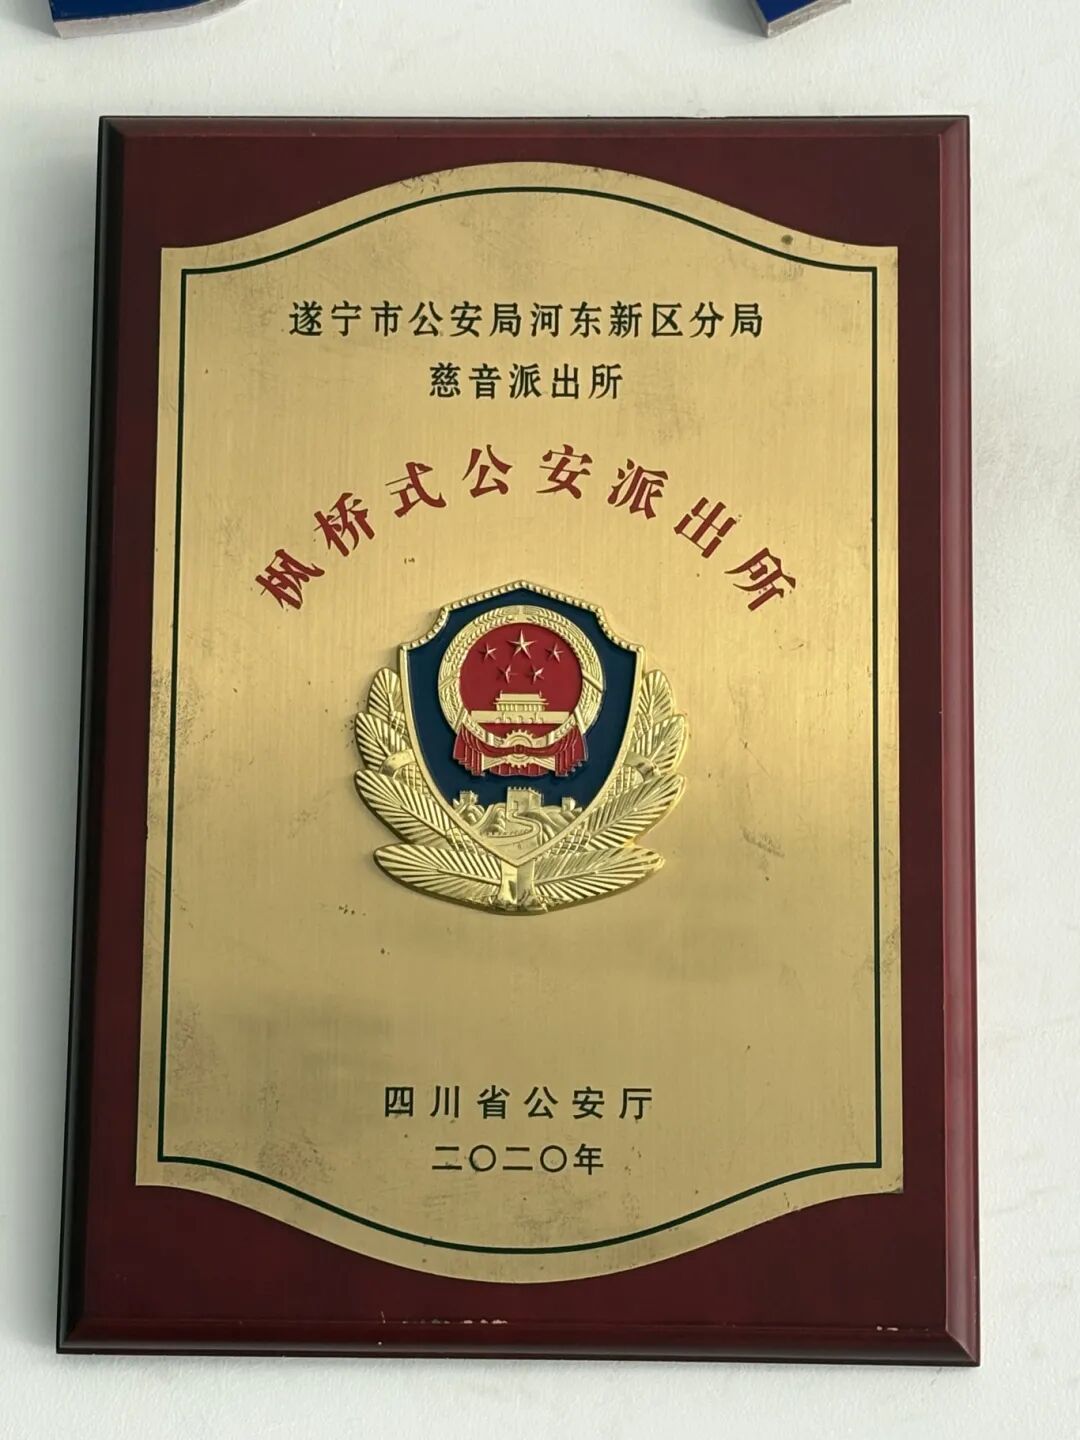 遂宁市公安局河东新区分局
慈音派出所
枫桥式公安派出所
四川省公安厅
二〇二〇年